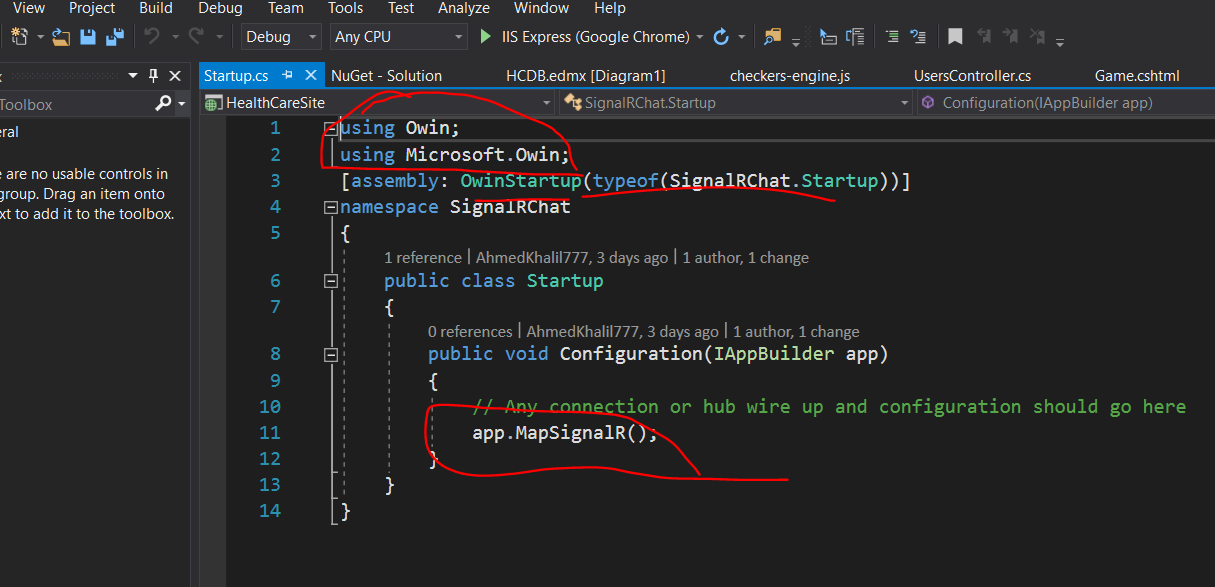 View Project Build Debug Team Tools Test Analyze Window Help
Debug Any CPU IIS Express (Google Chrome)
Startup.cs NuGet - Solution HCDB.edmx [Diagram1] checkers-engine.js UsersController.cs Game.cshtml
Toolbox
HealthCareSite SignalRChat.Startup Configuration(IAppBuilder app)
eral
e are no usable controls in
group. Drag an item onto
xt to add it to the toolbox.
1 using Owin;
2 using Microsoft.Owin;
3 [assembly: OwinStartup(typeof(SignalRChat.Startup))]
4 namespace SignalRChat
5 {
1 reference | AhmedKhalil777, 3 days ago | 1 author, 1 change
6 public class Startup
7 {
0 references | AhmedKhalil777, 3 days ago | 1 author, 1 change
8 public void Configuration(IAppBuilder app)
9 {
10 // Any connection or hub wire up and configuration should go here
11 app.MapSignalR();
12 }
13 }
14 }